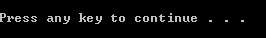 Press any key to continue . . .